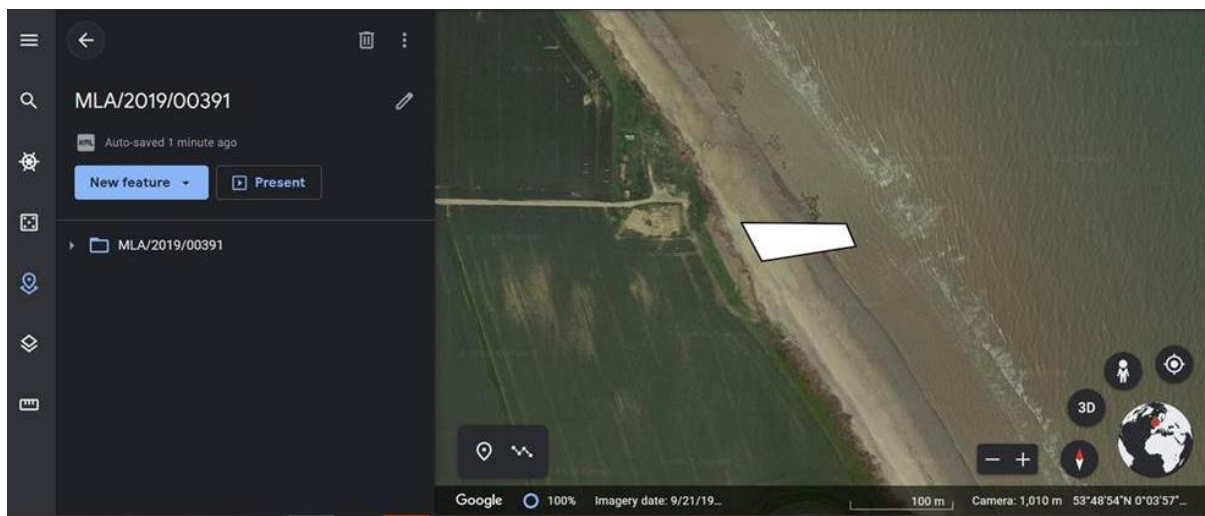 MLA/2019/00391
KML Auto-saved 1 minute ago
New feature Present
MLA/2019/00391
3D
Google 100% Imagery date: 9/21/19... 100 m Camera: 1,010 m 53°48'54"N 0°03'57"...